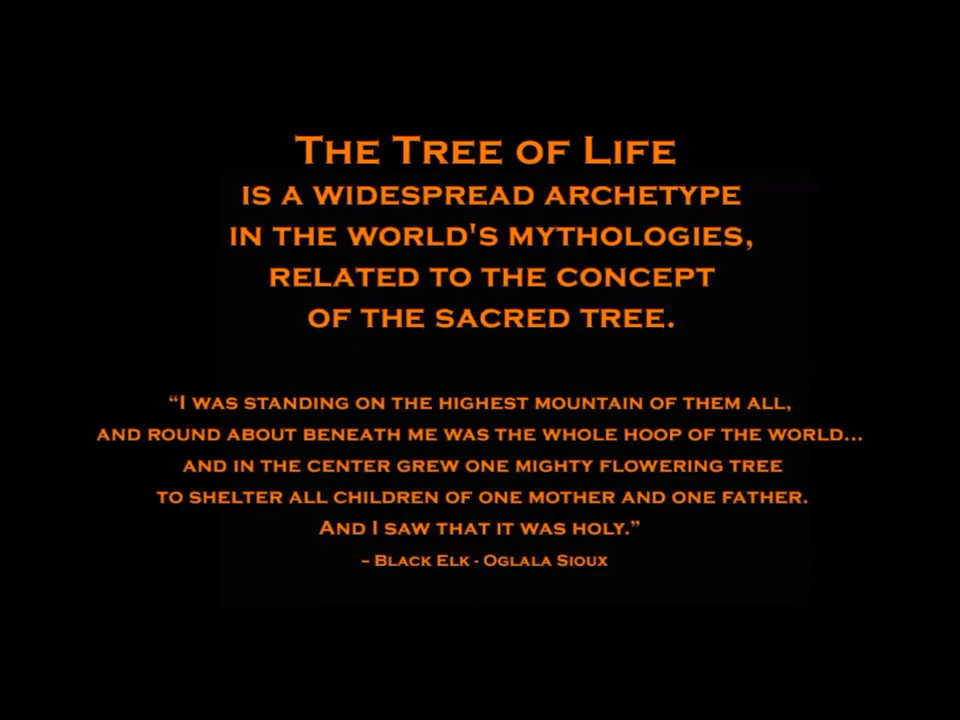 The Tree of Life
is a widespread archetype
in the world's mythologies,
related to the concept
of the sacred tree.
“I was standing on the highest mountain of them all,
and round about beneath me was the whole hoop of the world...
and in the center grew one mighty flowering tree
to shelter all children of one mother and one father.
And I saw that it was holy.”
– Black Elk - Oglala Sioux